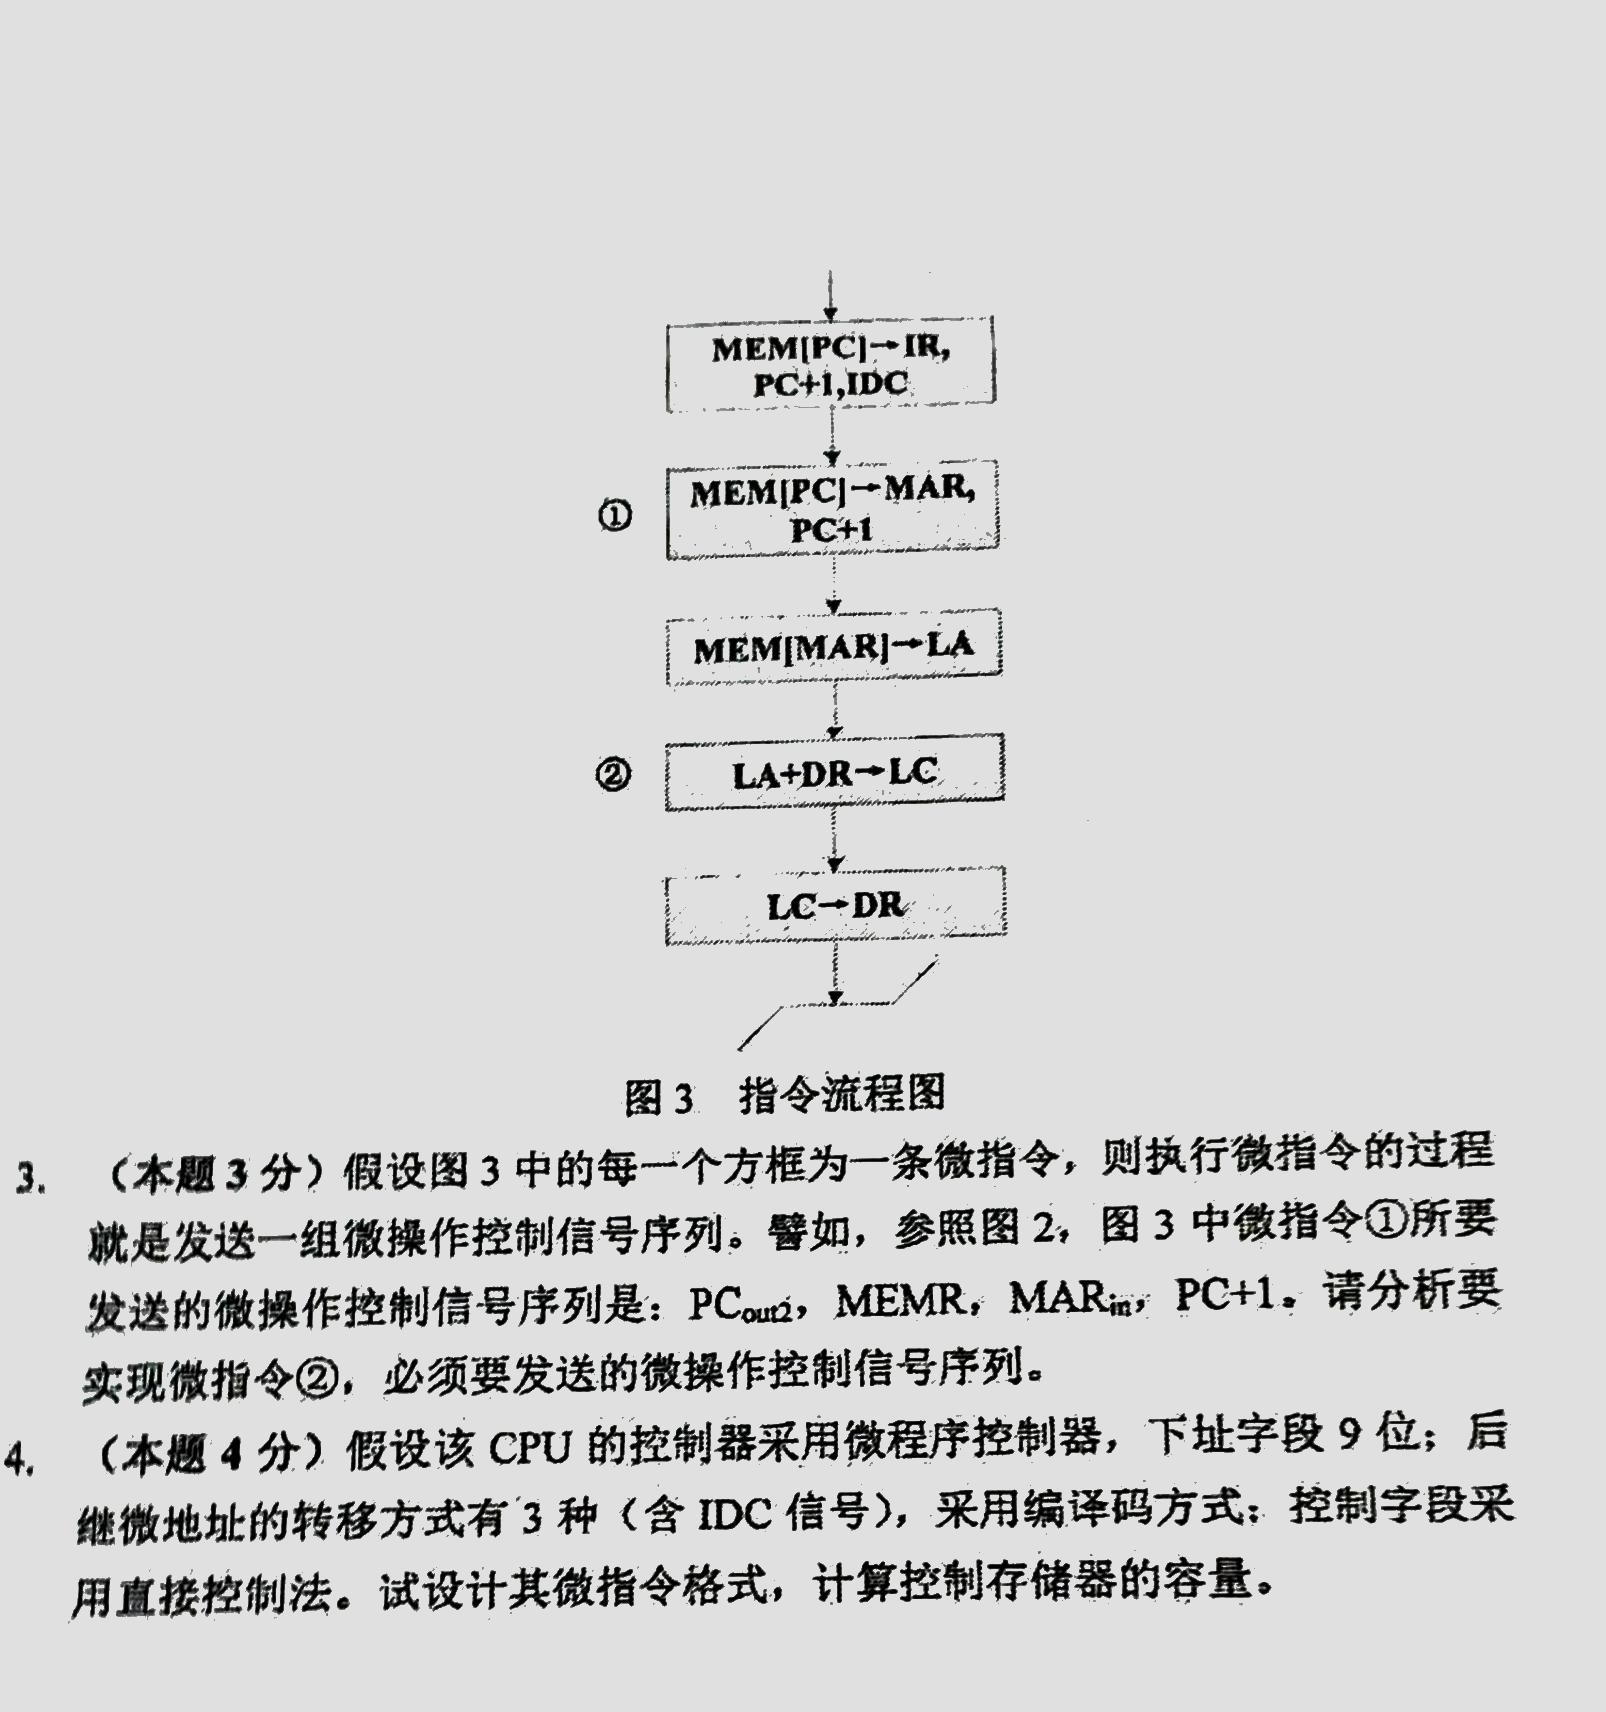 MEM[PC]→IR,
PC+1,IDC
①
MEM[PC]→MAR,
PC+1
MEM[MAR]→LA
②
LA+DR→LC
LC→DR
图 3 指令流程图
3. （本题 3 分）假设图 3 中的每一个方框为一条微指令，则执行微指令的过程
就是发送一组微操作控制信号序列。譬如，参照图 2，图 3 中微指令①所要
发送的微操作控制信号序列是：PCout2，MEMR，MARin，PC+1。请分析要
实现微指令②，必须要发送的微操作控制信号序列。
4. （本题 4 分）假设该 CPU 的控制器采用微程序控制器，下址字段 9 位；后
继微地址的转移方式有 3 种（含 IDC 信号），采用编译码方式；控制字段采
用直接控制法。试设计其微指令格式，计算控制存储器的容量。